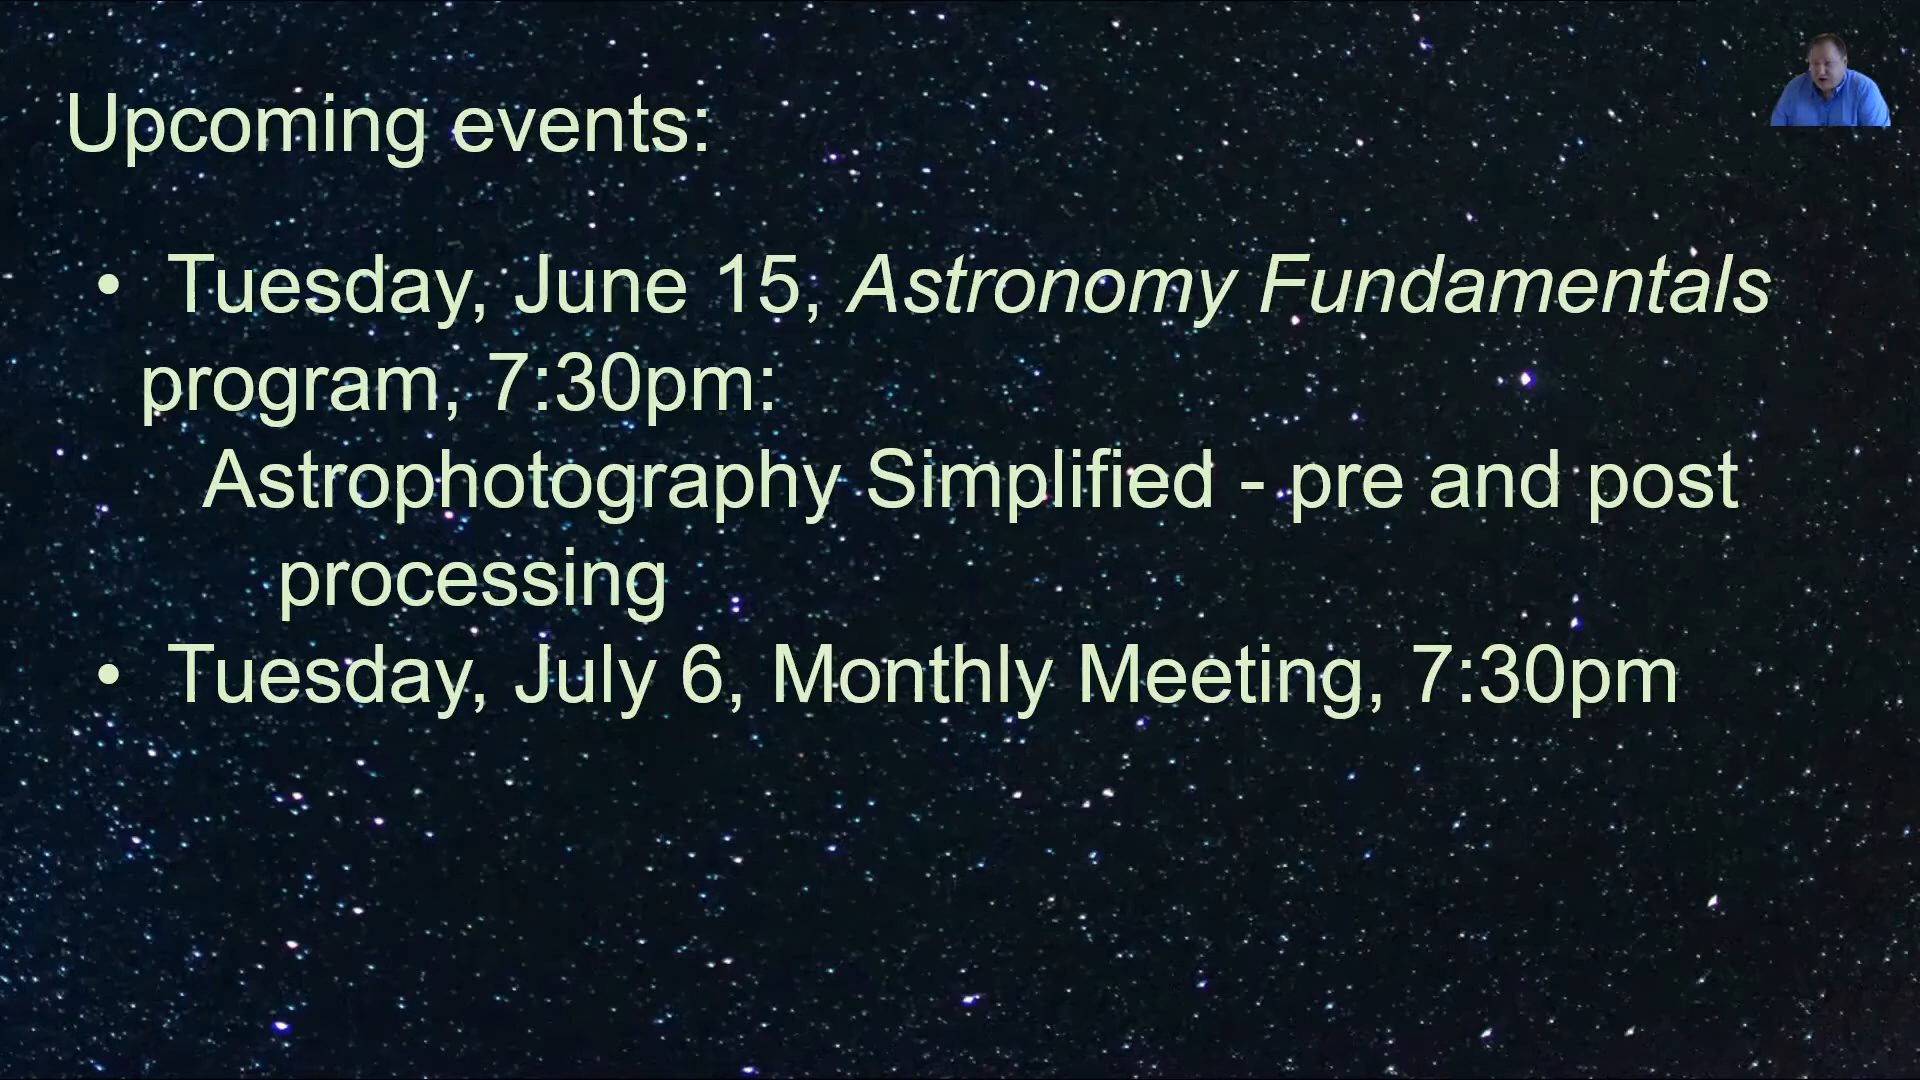 Upcoming events:
• Tuesday, June 15, Astronomy Fundamentals
program, 7:30pm:
Astrophotography Simplified - pre and post
processing
• Tuesday, July 6, Monthly Meeting, 7:30pm